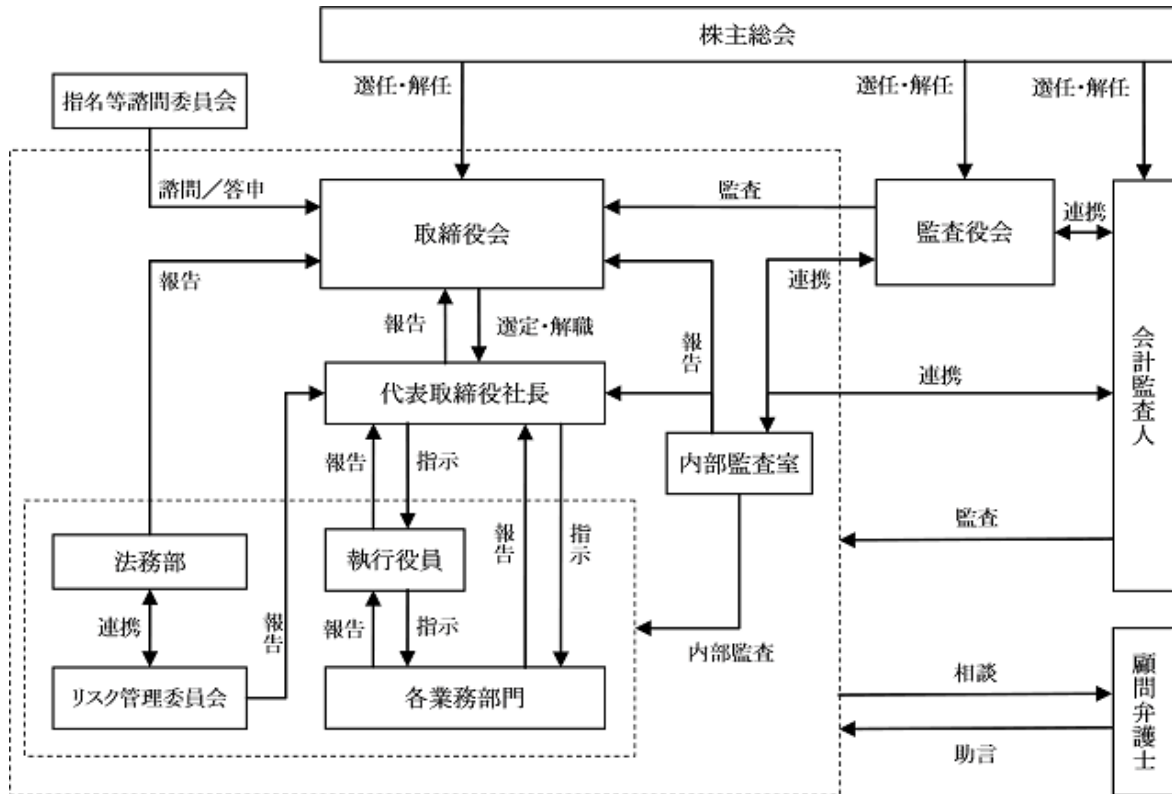 株主総会
選任・解任
選任・解任
選任・解任
指名等諮問委員会
諮問／答申
取締役会
監査
監査役会
連携
報告
報告
選定・解職
報告
連携
連携
会計監査人
代表取締役社長
内部監査室
報告
指示
報告
指示
監査
法務部
執行役員
連携
報告
報告
指示
内部監査
リスク管理委員会
各業務部門
相談
助言
顧問弁護士